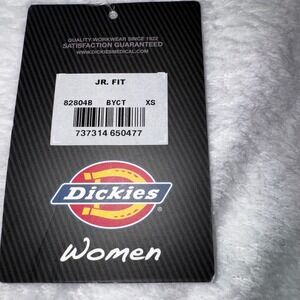 QUALITY WORKWEAR SINCE 1922
SATISFACTION GUARANTEED
WWW.DICKIESMEDICAL.COM
JR. FIT
82804B BYCT XS
737314 650477
Dickies
®
Women